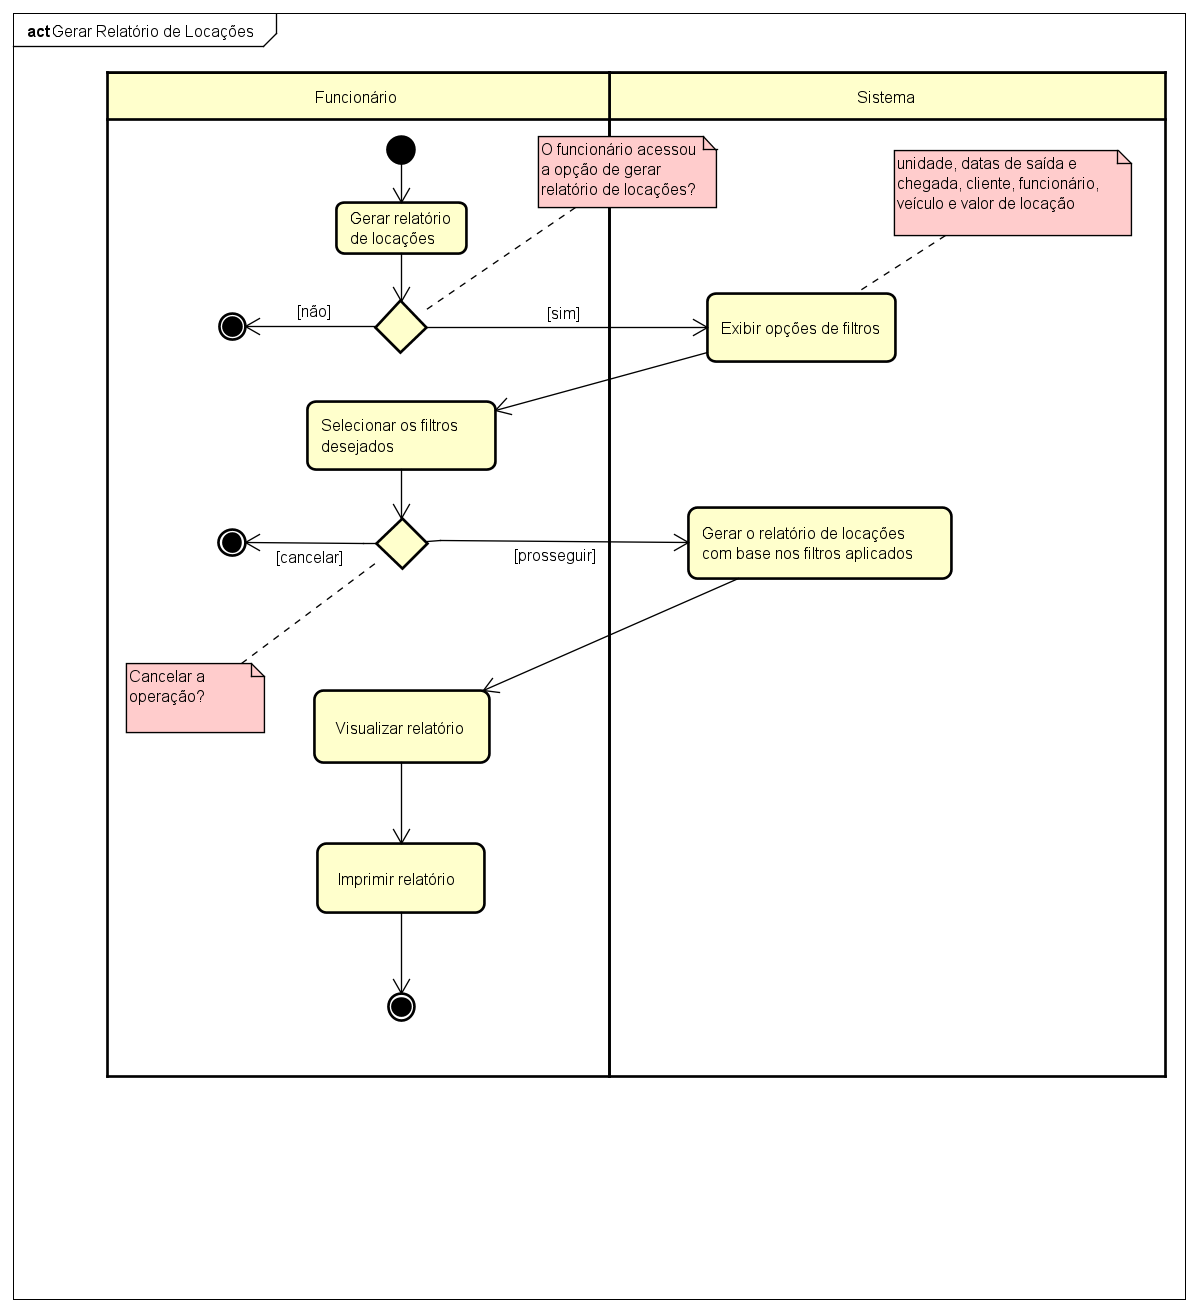 act Gerar Relatório de Locações
Funcionário
Sistema
O funcionário acessou
a opção de gerar
relatório de locações?
unidade, datas de saída e
chegada, cliente, funcionário,
veículo e valor de locação
Gerar relatório
de locações
[não]
[sim]
Exibir opções de filtros
Selecionar os filtros
desejados
Gerar o relatório de locações
com base nos filtros aplicados
[cancelar]
[prosseguir]
Cancelar a
operação?
Visualizar relatório
Imprimir relatório